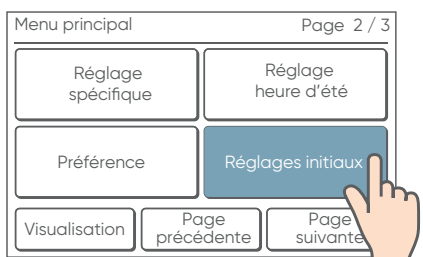 Menu principal Page 2 / 3
Réglage
spécifique
Réglage
heure d’été
Préférence
Réglages initiaux
Visualisation
Page
précédente
Page
suivante